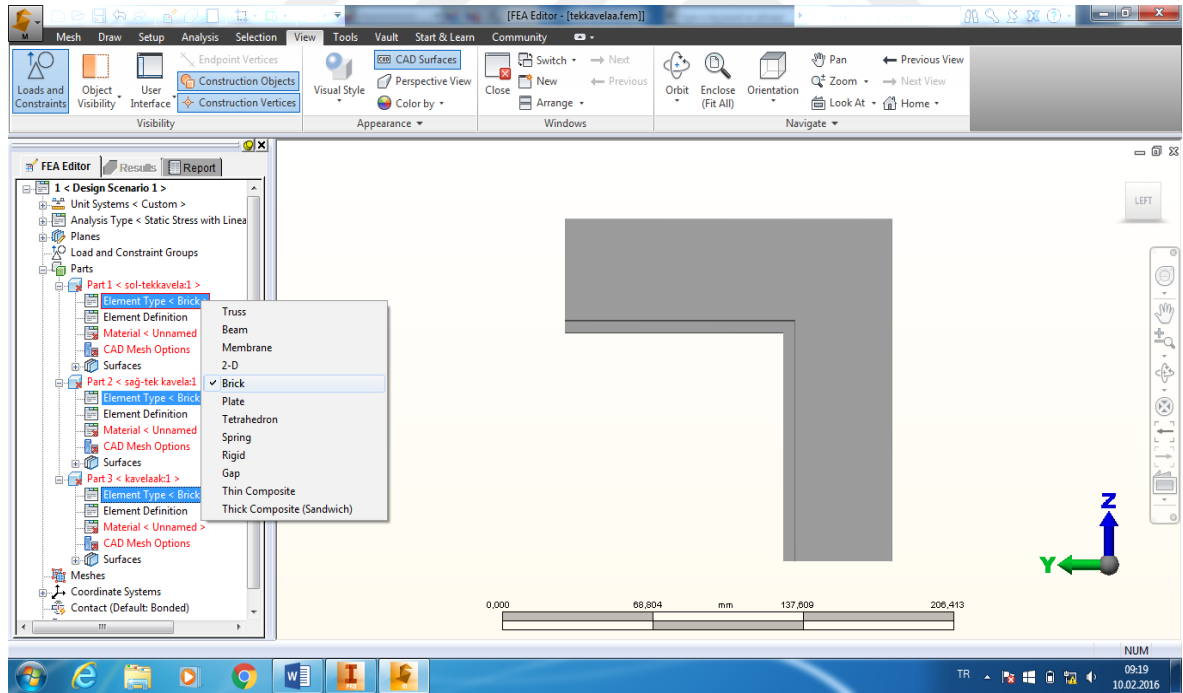 [FEA Editor - [tekkavelaa.fem]]
M Mesh Draw Setup Analysis Selection View Tools Vault Start & Learn Community
Loads and Constraints
Object Visibility
User Interface
Endpoint Vertices
Construction Objects
Construction Vertices
Visibility
Visual Style
CAD Surfaces
Perspective View
Color by
Appearance
Close
Switch
New
Arrange
Next
Previous
Windows
Orbit
Enclose (Fit All)
Orientation
Pan
Zoom
Look At
Previous View
Next View
Home
Navigate
FEA Editor Results Report
1 < Design Scenario 1 >
Unit Systems < Custom >
Analysis Type < Static Stress with Linea
Planes
Load and Constraint Groups
Parts
Part 1 < sol-tekkavela:1 >
Element Type < Brick >
Element Definition
Material < Unnamed
CAD Mesh Options
Surfaces
Part 2 < sağ-tek kavela:1
Element Type < Brick
Element Definition
Material < Unnamed
CAD Mesh Options
Surfaces
Part 3 < kavelaak:1 >
Element Type < Brick
Element Definition
Material < Unnamed >
CAD Mesh Options
Surfaces
Meshes
Coordinate Systems
Contact (Default: Bonded)
Truss
Beam
Membrane
2-D
Brick
Plate
Tetrahedron
Spring
Rigid
Gap
Thin Composite
Thick Composite (Sandwich)
LEFT
Z
Y
0,000 68,804 mm 137,609 206,413
NUM
TR
09:19
10.02.2016